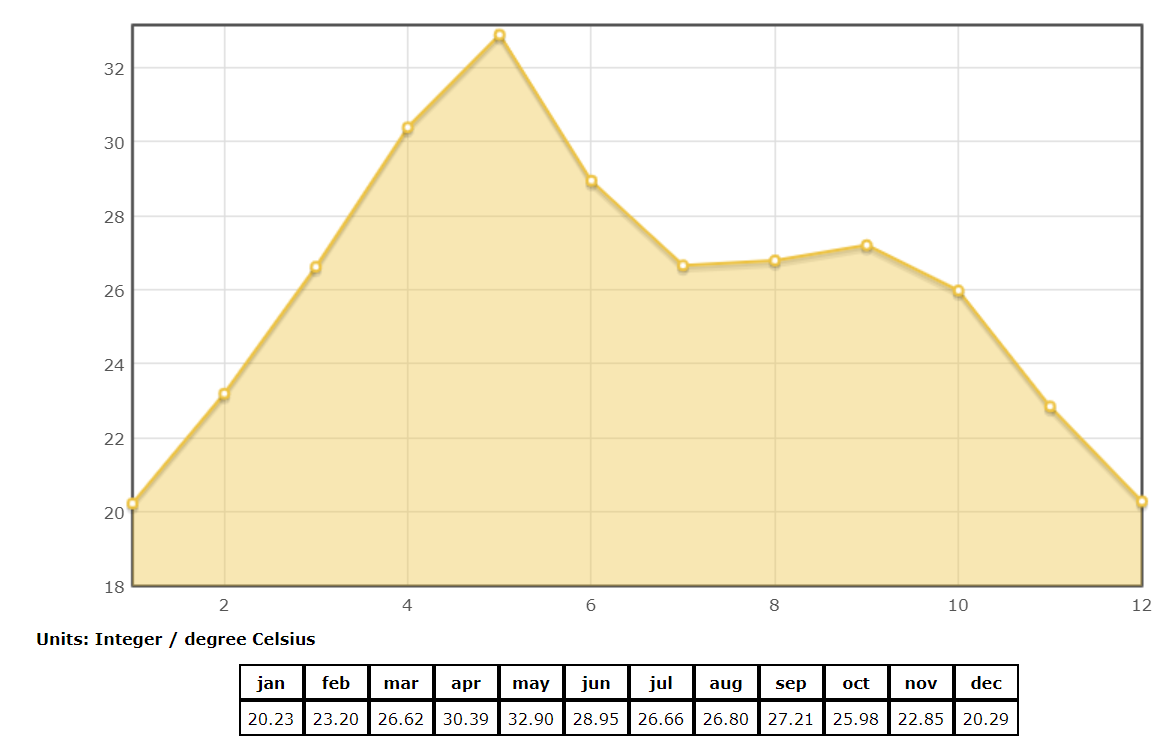 32
30
28
26
24
22
20
18
2 4 6 8 10 12
Units: Integer / degree Celsius
jan feb mar apr may jun jul aug sep oct nov dec
20.23 23.20 26.62 30.39 32.90 28.95 26.66 26.80 27.21 25.98 22.85 20.29